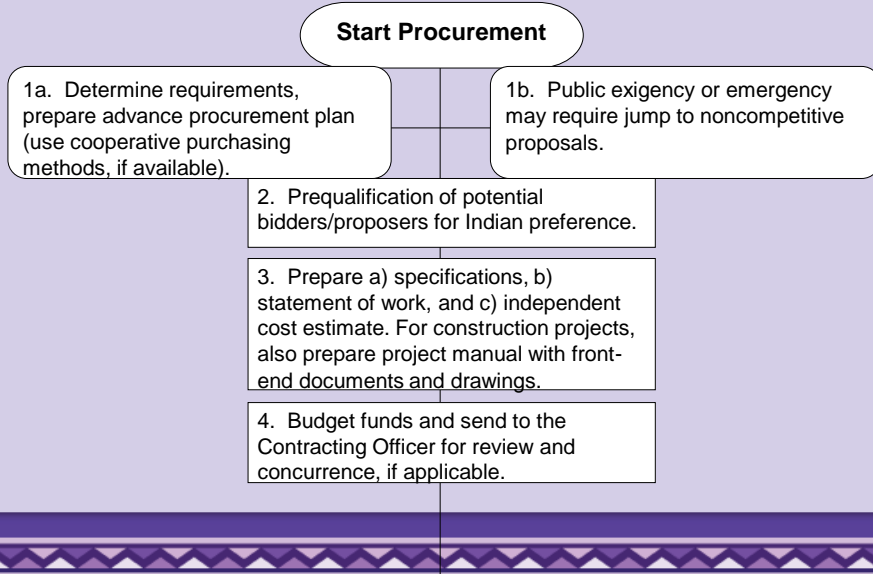 Start Procurement
1a. Determine requirements,
prepare advance procurement plan
(use cooperative purchasing
methods, if available).
1b. Public exigency or emergency
may require jump to noncompetitive
proposals.
2. Prequalification of potential
bidders/proposers for Indian preference.
3. Prepare a) specifications, b)
statement of work, and c) independent
cost estimate. For construction projects,
also prepare project manual with front-
end documents and drawings.
4. Budget funds and send to the
Contracting Officer for review and
concurrence, if applicable.